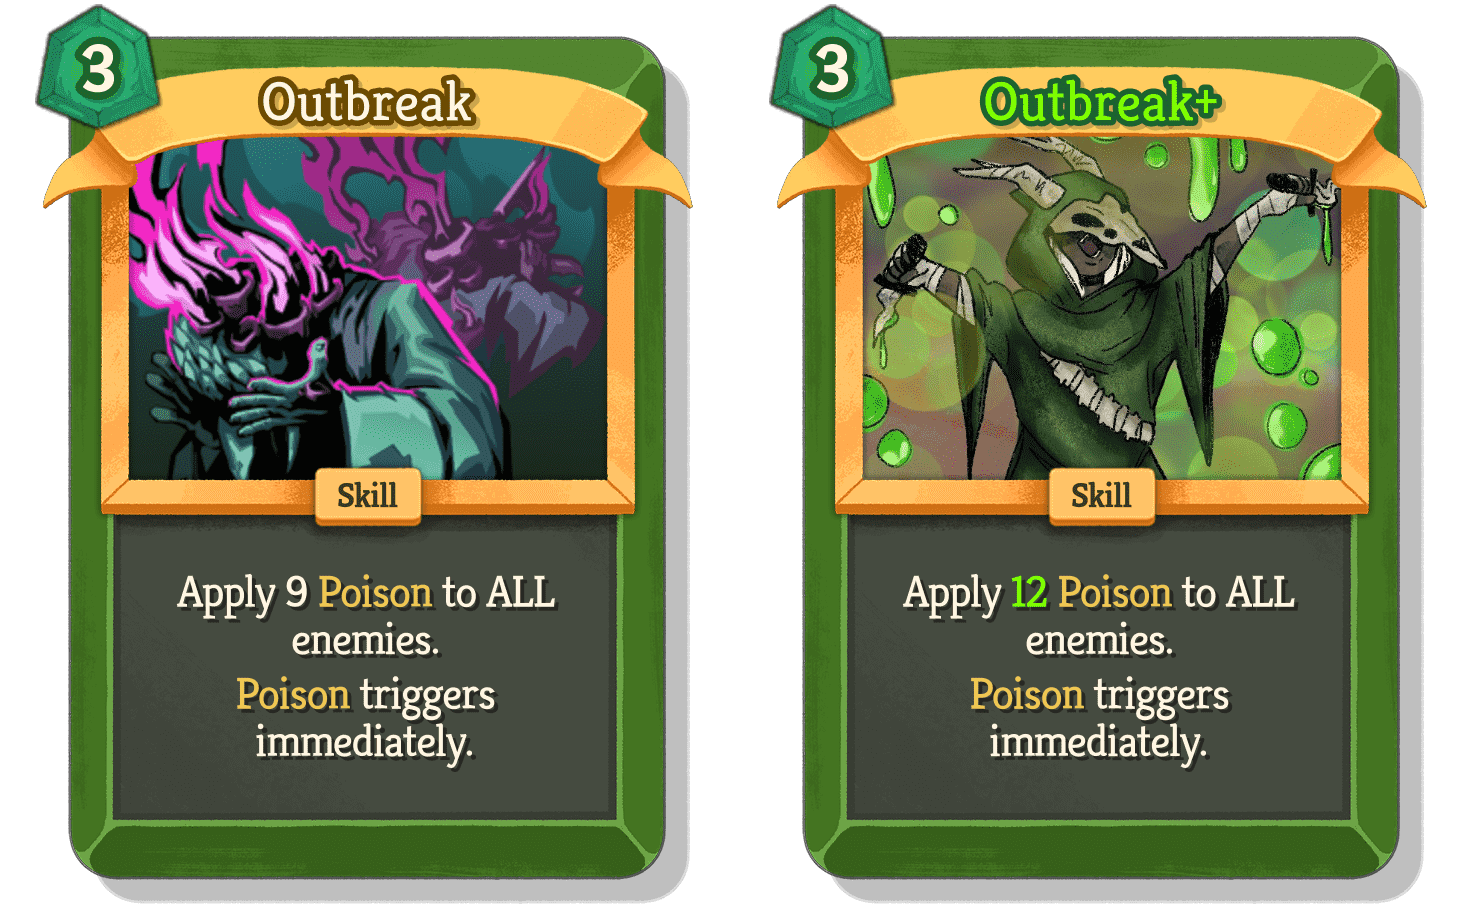 3
Outbreak
Skill
Apply 9 Poison to ALL
enemies.
Poison triggers
immediately.
3
Outbreak+
Skill
Apply 12 Poison to ALL
enemies.
Poison triggers
immediately.